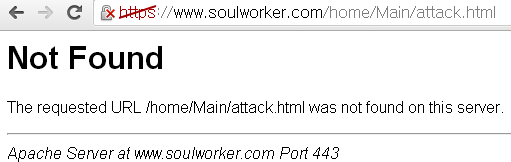 https://www.soulworker.com/home/Main/attack.html
Not Found
The requested URL /home/Main/attack.html was not found on this server.
Apache Server at www.soulworker.com Port 443